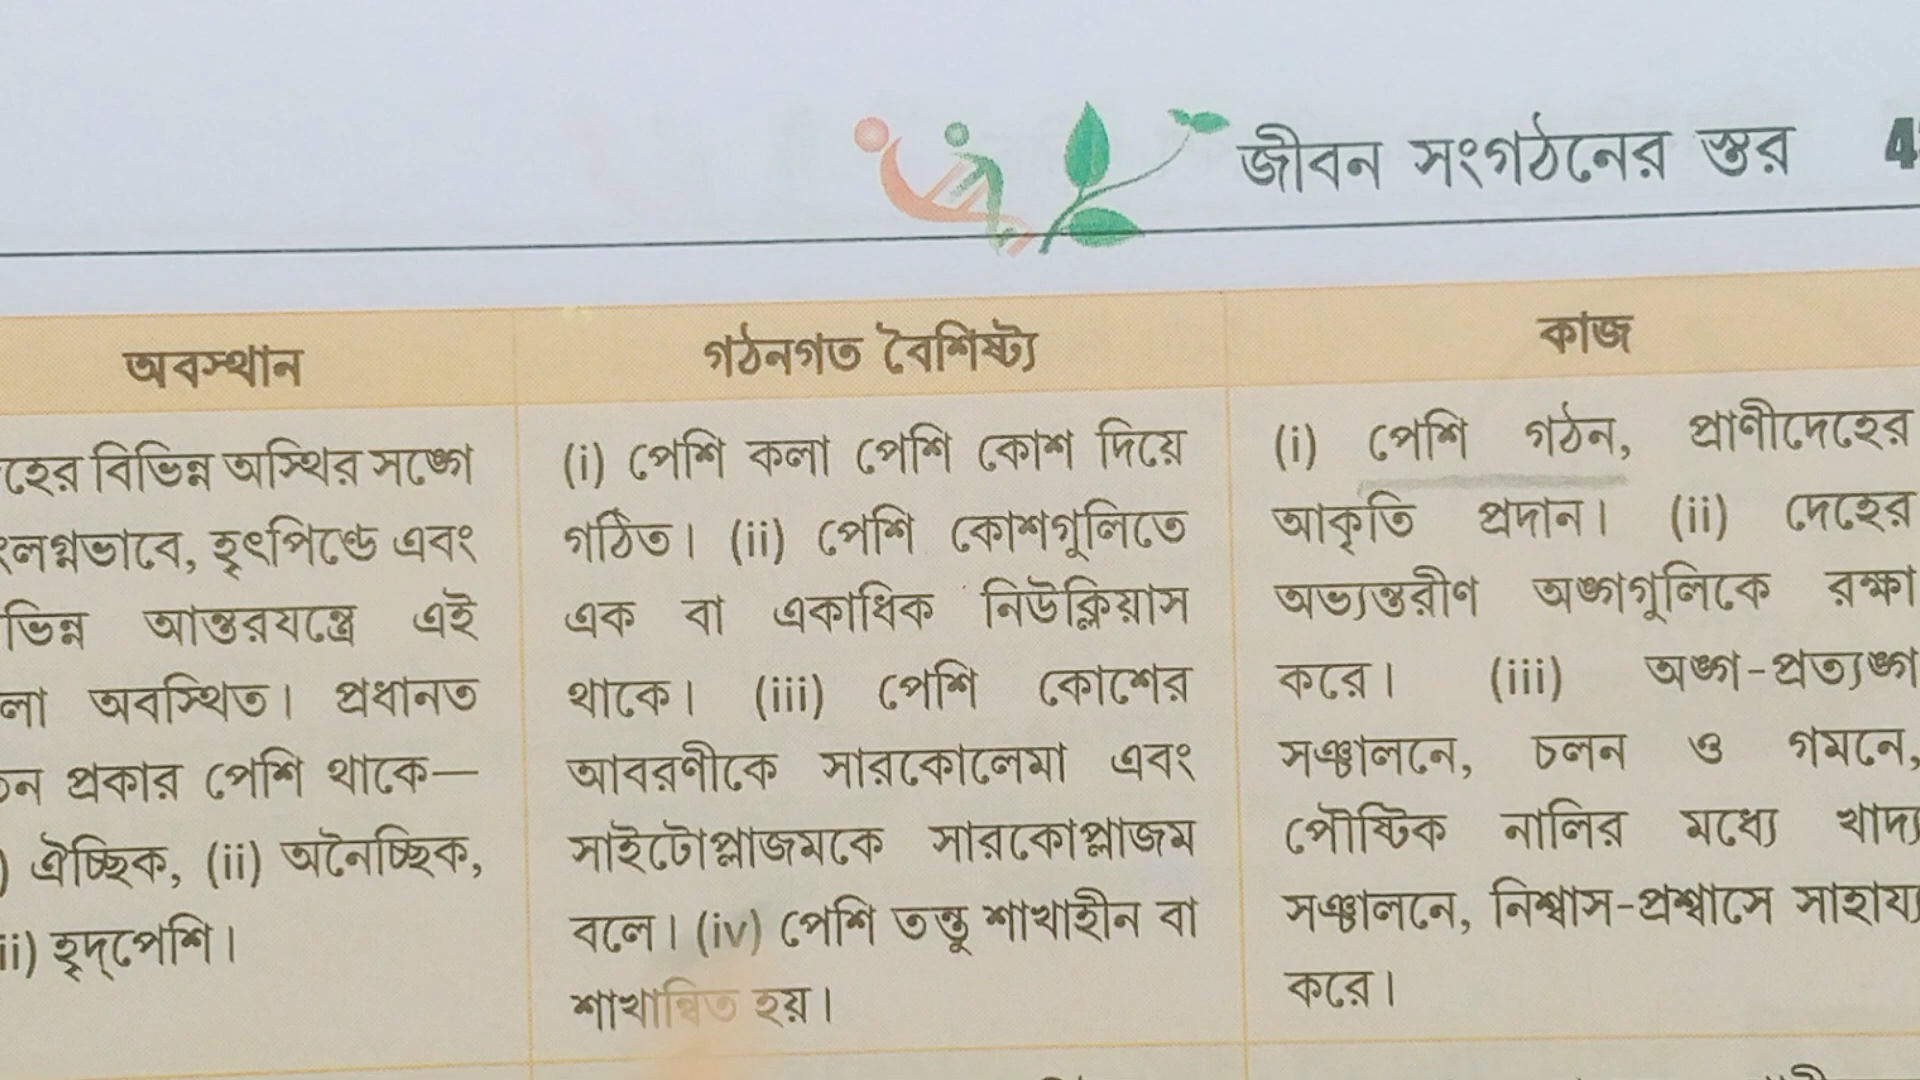 জীবন সংগঠনের স্তর 4
অবস্থান
গঠনগত বৈশিষ্ট্য
কাজ
হের বিভিন্ন অস্থির সঙ্গে
লগ্নভাবে, হৃৎপিণ্ডে এবং
ভিন্ন আন্তরযন্ত্রে এই
লা অবস্থিত। প্রধানত
ন প্রকার পেশি থাকে—
) ঐচ্ছিক, (ii) অনৈচ্ছিক,
ii) হৃদ্‌পেশি।
(i) পেশি কলা পেশি কোশ দিয়ে
গঠিত। (ii) পেশি কোশগুলিতে
এক বা একাধিক নিউক্লিয়াস
থাকে। (iii) পেশি কোশের
আবরণীকে সারকোলেমা এবং
সাইটোপ্লাজমকে সারকোপ্লাজম
বলে। (iv) পেশি তন্তু শাখাহীন বা
শাখান্বিত হয়।
(i) পেশি গঠন, প্রাণীদেহের
আকৃতি প্রদান। (ii) দেহের
অভ্যন্তরীণ অঙ্গগুলিকে রক্ষা
করে। (iii) অঙ্গ-প্রত্যঙ্গ
সঞ্চালনে, চলন ও গমনে,
পৌষ্টিক নালির মধ্যে খাদ্য
সঞ্চালনে, নিশ্বাস-প্রশ্বাসে সাহায্য
করে।